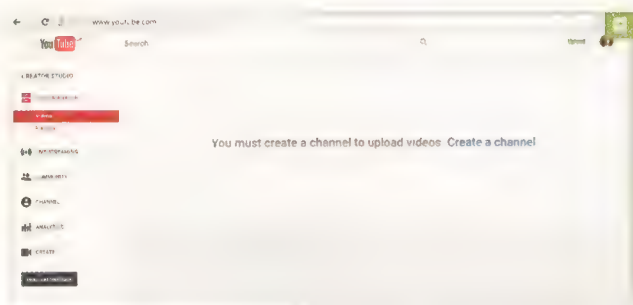 www.youtube.com
YouTube
Search
Upload
CREATOR STUDIO
You must create a channel to upload videos. Create a channel
LIVE STREAMING
COMMUNITY
CHANNEL
ANALYTICS
CREATE